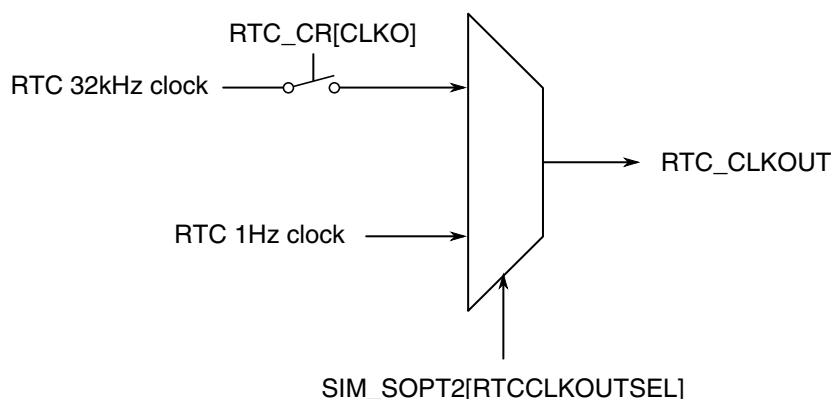 RTC_CR[CLKO]
RTC 32kHz clock
RTC_CLKOUT
RTC 1Hz clock
SIM_SOPT2[RTCCLKOUTSEL]